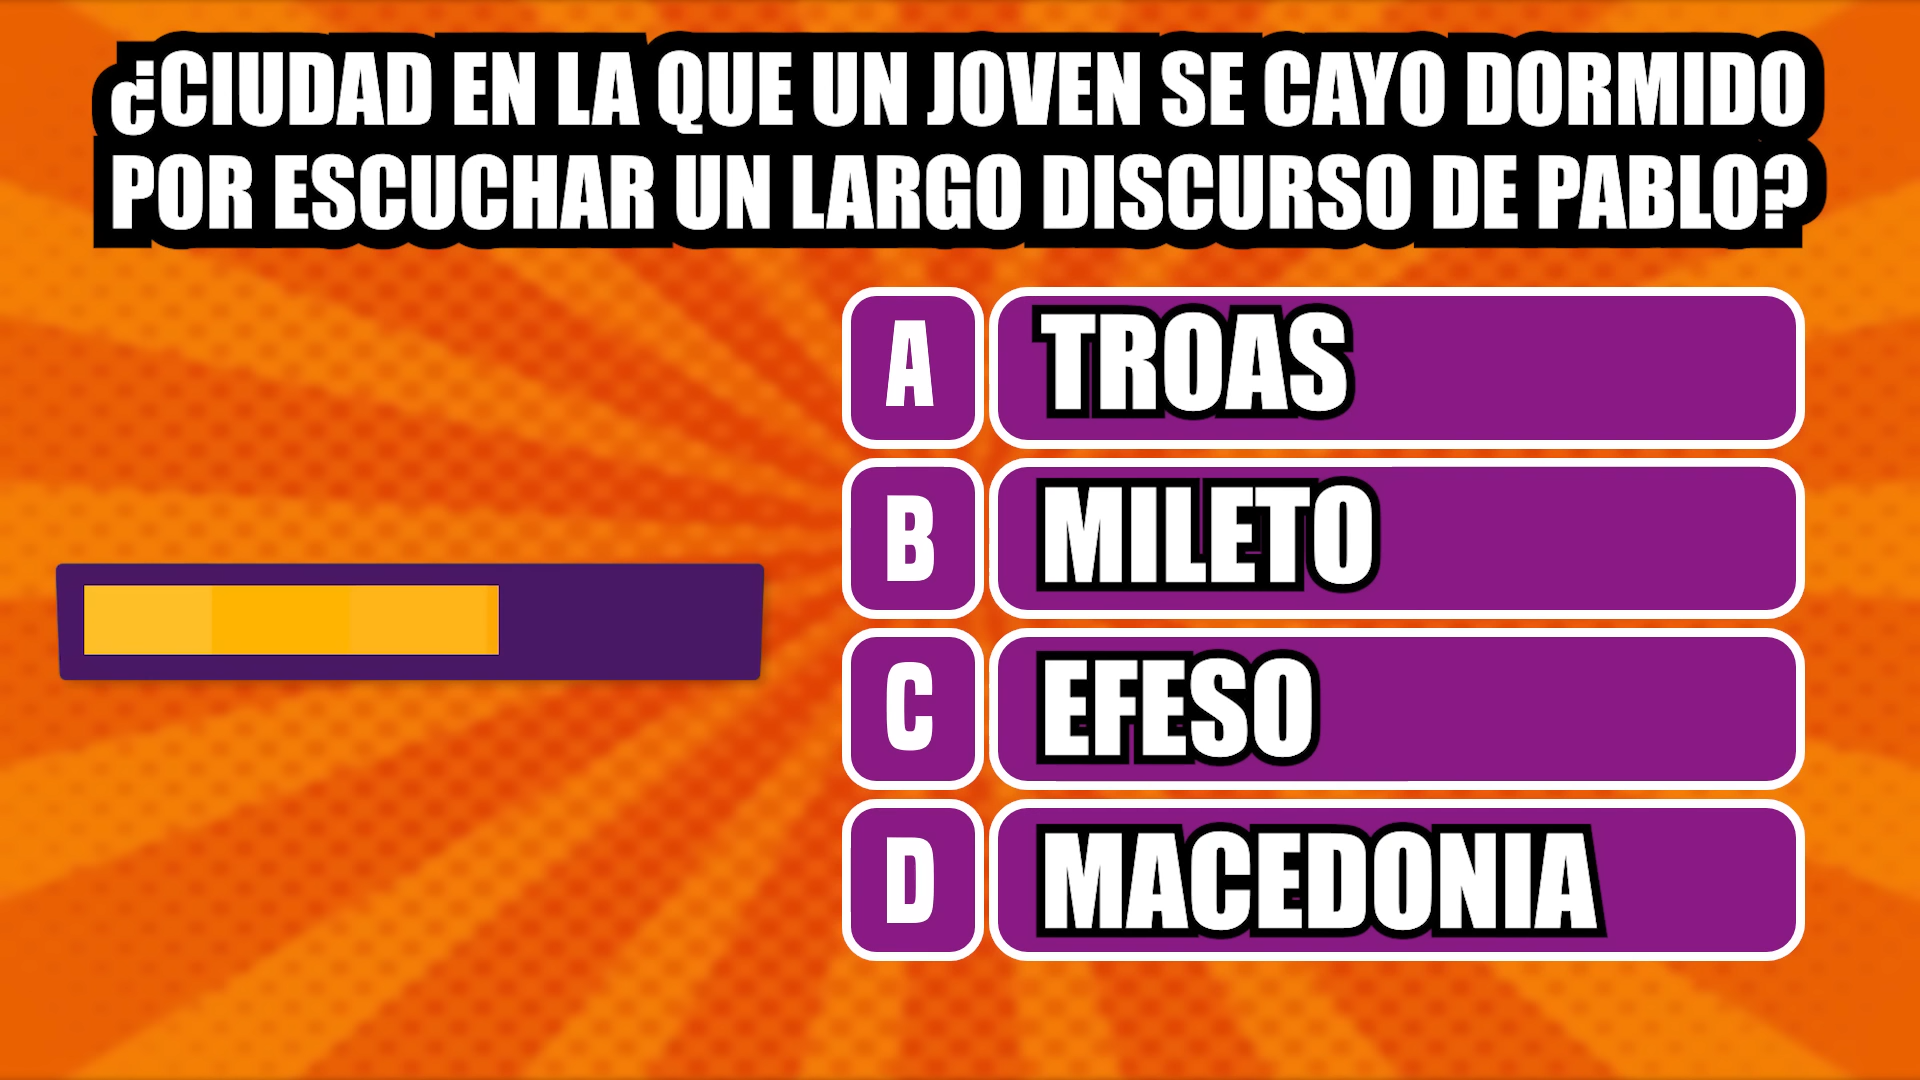 ¿CIUDAD EN LA QUE UN JOVEN SE CAYO DORMIDO
POR ESCUCHAR UN LARGO DISCURSO DE PABLO?
A TROAS
B MILETO
C EFESO
D MACEDONIA